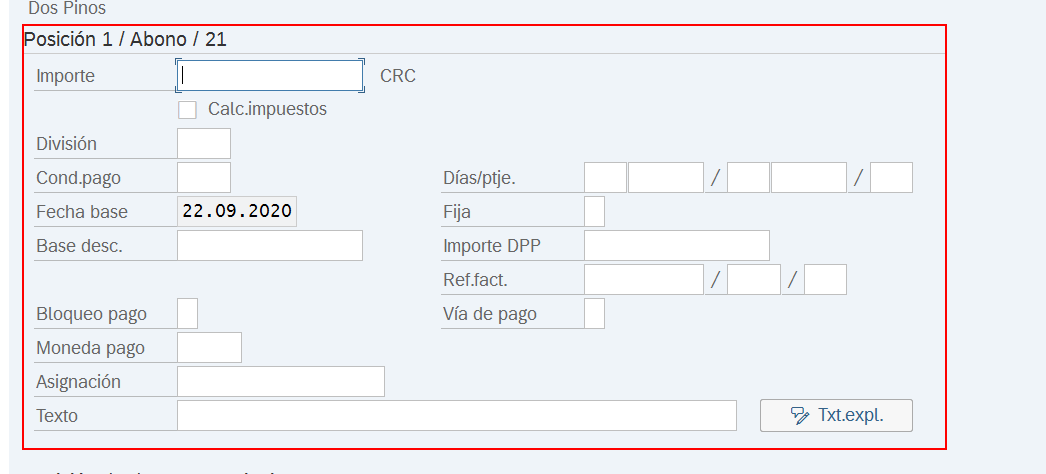 Dos Pinos
Posición 1 / Abono / 21
Importe CRC
Calc.impuestos
División
Cond.pago Días/ptje. / /
Fecha base 22.09.2020 Fija
Base desc. Importe DPP
Ref.fact. / /
Bloqueo pago Vía de pago
Moneda pago
Asignación
Texto Txt.expl.